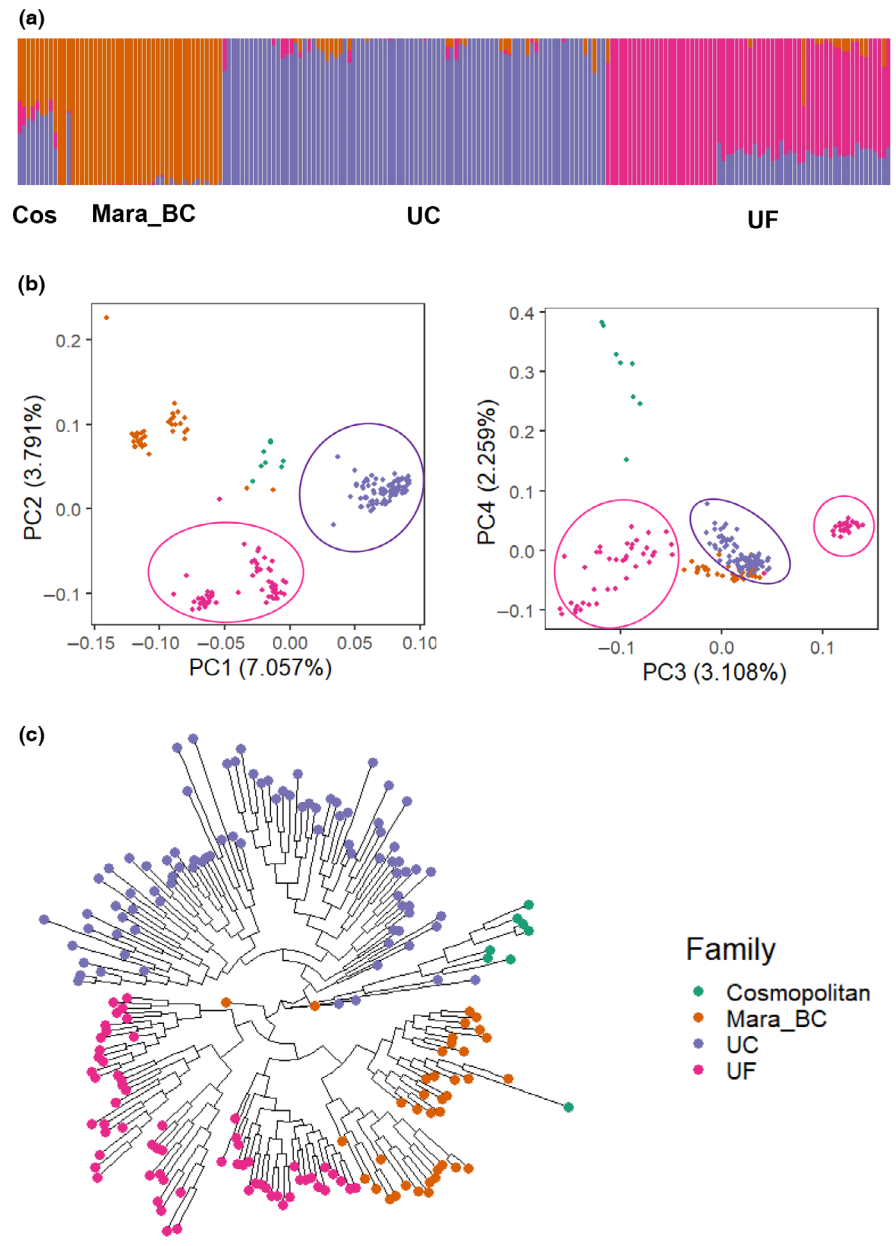 (a)
Cos Mara_BC UC UF
(b)
PC2 (3.791%)
0.2
0.1
0.0
−0.1
−0.15 −0.10 −0.05 0.00 0.05 0.10
PC1 (7.057%)
PC4 (2.259%)
0.4
0.3
0.2
0.1
0.0
−0.1
−0.1 0.0 0.1
PC3 (3.108%)
(c)
Family
Cosmopolitan
Mara_BC
UC
UF